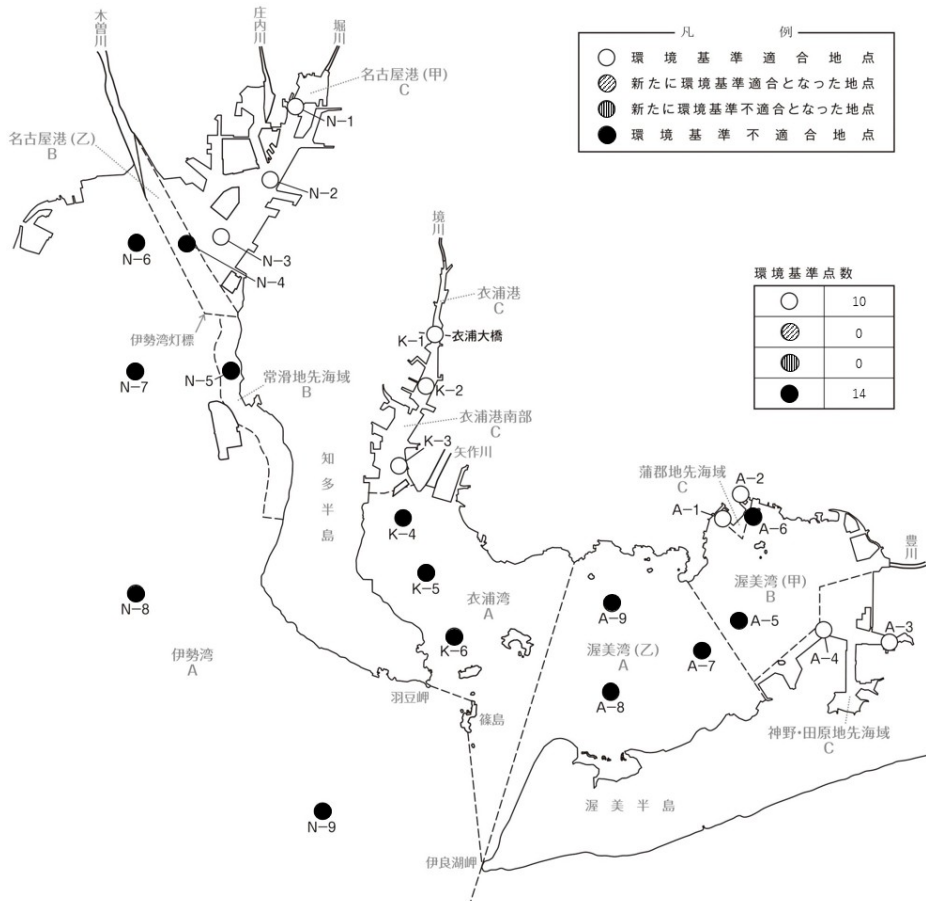 木曽川
庄内川
堀川
名古屋港(甲)
C
N-1
名古屋港(乙)
B
N-2
N-3
N-4
N-6
伊勢湾灯標
N-7
N-5
常滑地先海域
B
境川
衣浦港
C
K-1
衣浦大橋
K-2
衣浦港南部
C
K-3
矢作川
知多半島
K-4
K-5
衣浦湾
A
K-6
N-8
伊勢湾
A
羽豆岬
篠島
N-9
伊良湖岬
凡例
環境基準適合地点
新たに環境基準適合となった地点
新たに環境基準不適合となった地点
環境基準不適合地点
環境基準点数
10
0
0
14
蒲郡地先海域
C
A-2
A-1
A-6
豊川
渥美湾(甲)
B
A-9
A-5
A-3
渥美湾(乙)
A
A-7
A-4
A-8
神野・田原地先海域
C
渥美半島